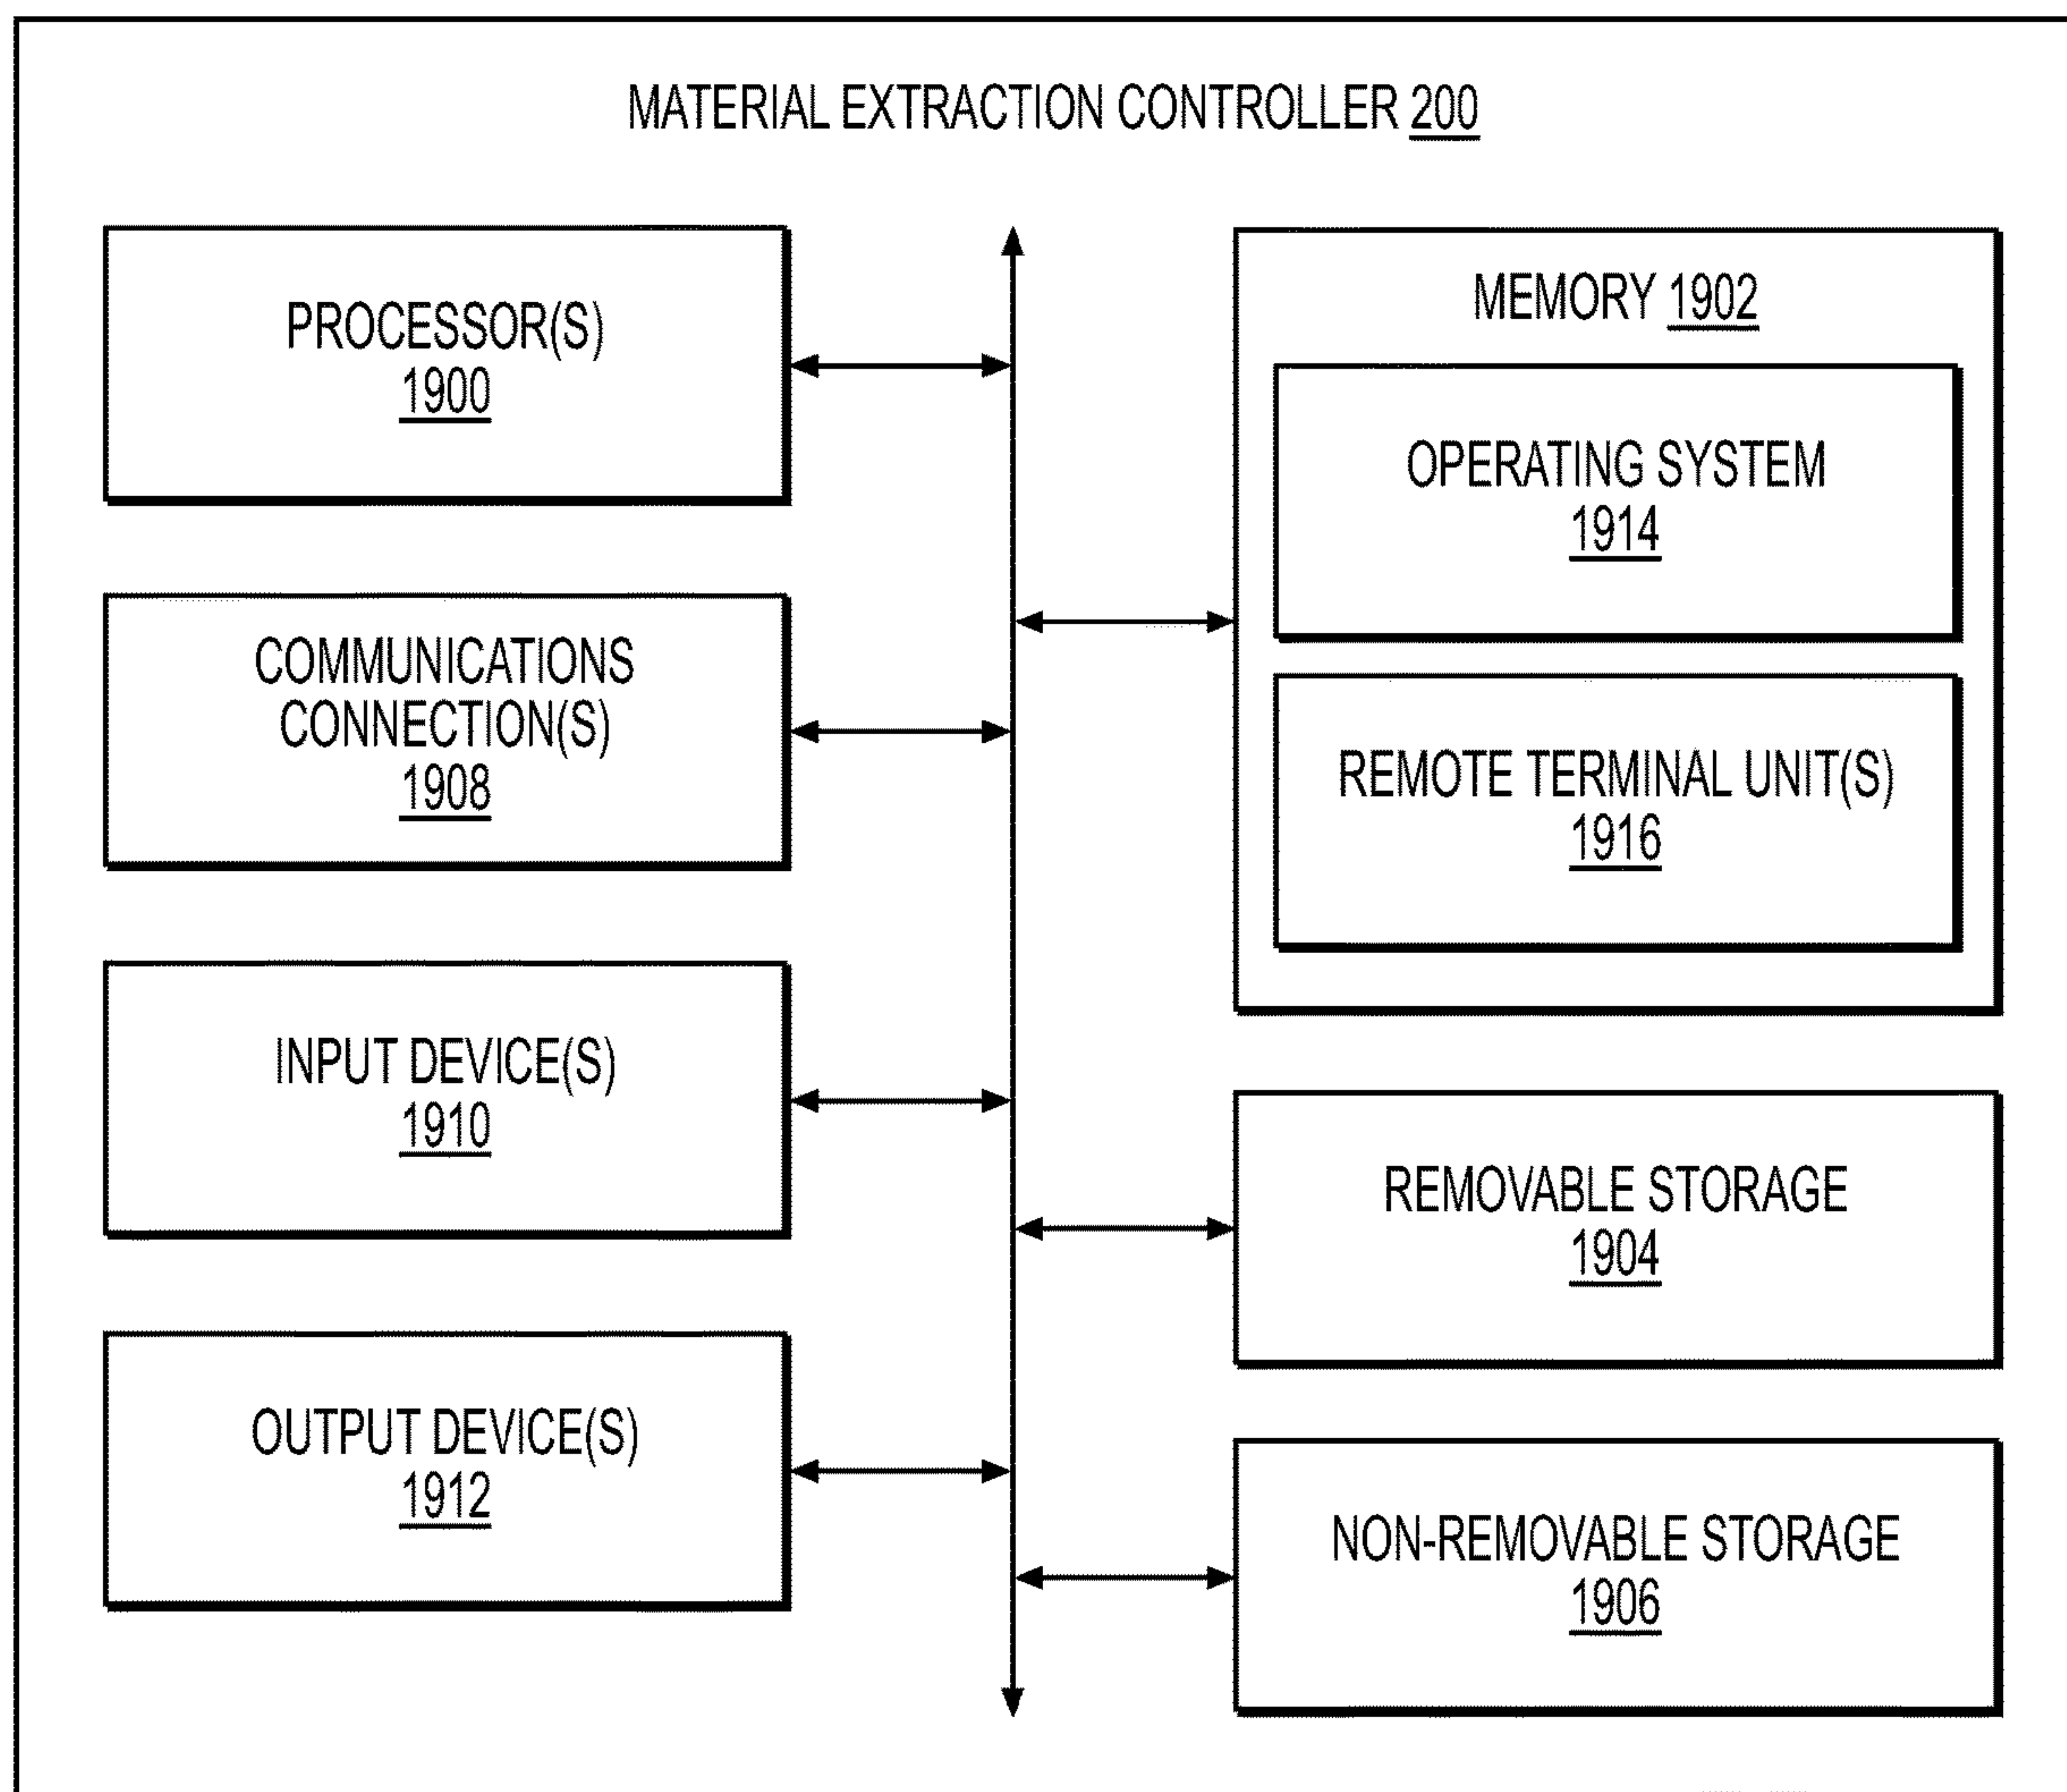 MATERIAL EXTRACTION CONTROLLER 200
PROCESSOR(S)
1900
COMMUNICATIONS
CONNECTION(S)
1908
INPUT DEVICE(S)
1910
OUTPUT DEVICE(S)
1912
MEMORY 1902
OPERATING SYSTEM
1914
REMOTE TERMINAL UNIT(S)
1916
REMOVABLE STORAGE
1904
NON-REMOVABLE STORAGE
1906